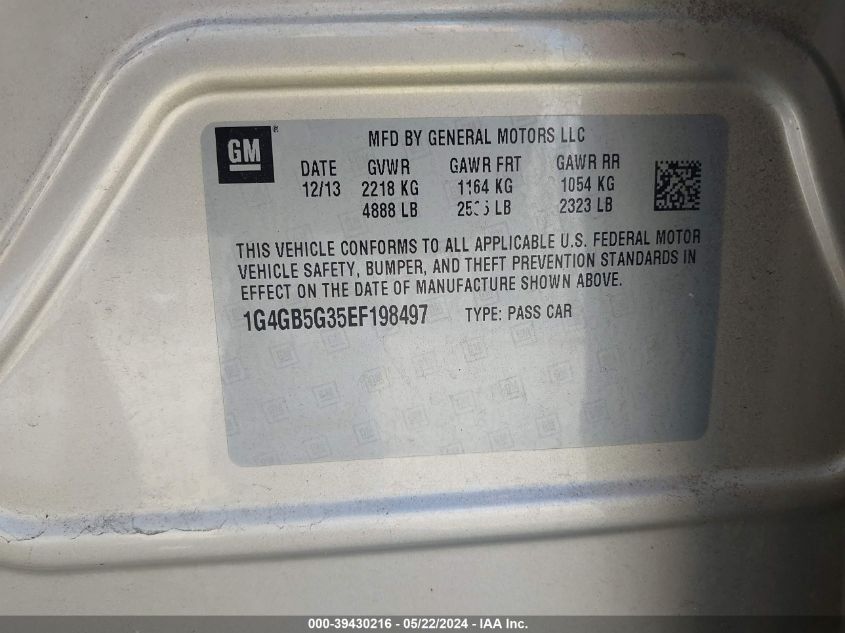 GM ®
MFD BY GENERAL MOTORS LLC
DATE GVWR GAWR FRT GAWR RR
12/13 2218 KG 1164 KG 1054 KG
4888 LB LB 2323 LB
THIS VEHICLE CONFORMS TO ALL APPLICABLE U.S. FEDERAL MOTOR
VEHICLE SAFETY, BUMPER, AND THEFT PREVENTION STANDARDS IN
EFFECT ON THE DATE OF MANUFACTURE SHOWN ABOVE.
1G4GB5G35EF198497 TYPE: PASS CAR
000-39430216 - 05/22/2024 - IAA Inc.